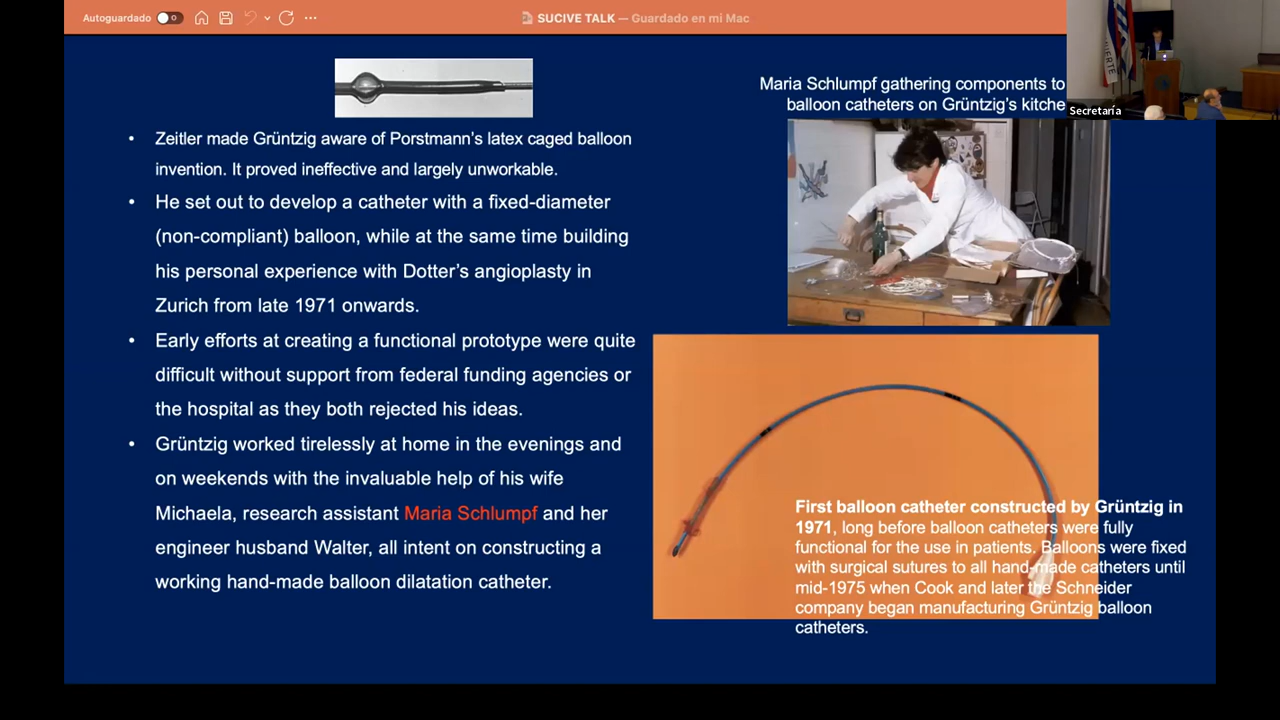 Autoguardado
SUCIVE TALK — Guardado en mi Mac
Secretaría
• Zeitler made Grüntzig aware of Porstmann's latex caged balloon
invention. It proved ineffective and largely unworkable.
• He set out to develop a catheter with a fixed-diameter
(non-compliant) balloon, while at the same time building
his personal experience with Dotter's angioplasty in
Zurich from late 1971 onwards.
• Early efforts at creating a functional prototype were quite
difficult without support from federal funding agencies or
the hospital as they both rejected his ideas.
• Grüntzig worked tirelessly at home in the evenings and
on weekends with the invaluable help of his wife
Michaela, research assistant Maria Schlumpf and her
engineer husband Walter, all intent on constructing a
working hand-made balloon dilatation catheter.
Maria Schlumpf gathering components to
balloon catheters on Grüntzig's kitche
First balloon catheter constructed by Grüntzig in
1971, long before balloon catheters were fully
functional for the use in patients. Balloons were fixed
with surgical sutures to all hand-made catheters until
mid-1975 when Cook and later the Schneider
company began manufacturing Grüntzig balloon
catheters.